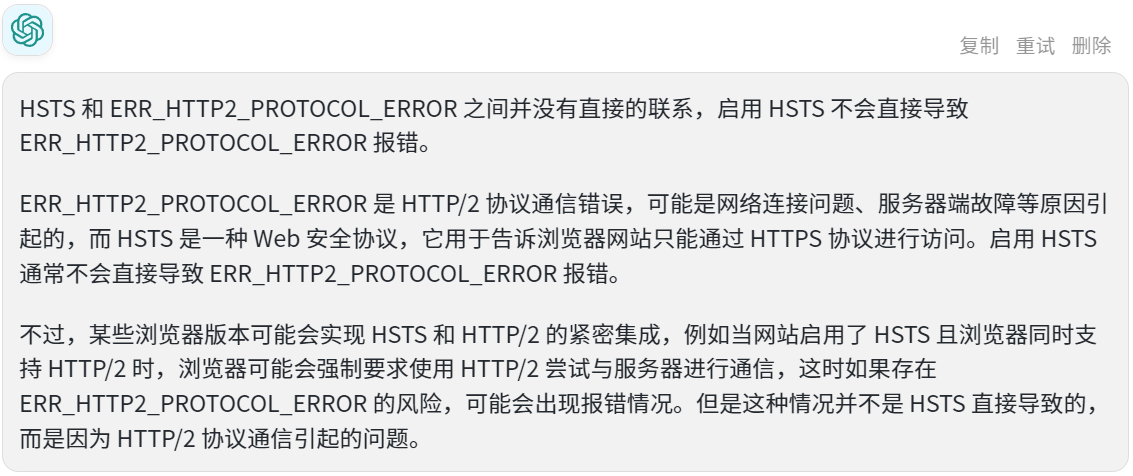 复制 重试 删除
HSTS 和 ERR_HTTP2_PROTOCOL_ERROR 之间并没有直接的联系，启用 HSTS 不会直接导致
ERR_HTTP2_PROTOCOL_ERROR 报错。
ERR_HTTP2_PROTOCOL_ERROR 是 HTTP/2 协议通信错误，可能是网络连接问题、服务器端故障等原因引
起的，而 HSTS 是一种 Web 安全协议，它用于告诉浏览器网站只能通过 HTTPS 协议进行访问。启用 HSTS
通常不会直接导致 ERR_HTTP2_PROTOCOL_ERROR 报错。
不过，某些浏览器版本可能会实现 HSTS 和 HTTP/2 的紧密集成，例如当网站启用了 HSTS 且浏览器同时支
持 HTTP/2 时，浏览器可能会强制要求使用 HTTP/2 尝试与服务器进行通信，这时如果存在
ERR_HTTP2_PROTOCOL_ERROR 的风险，可能会出现报错情况。但是这种情况并不是 HSTS 直接导致的，
而是因为 HTTP/2 协议通信引起的问题。